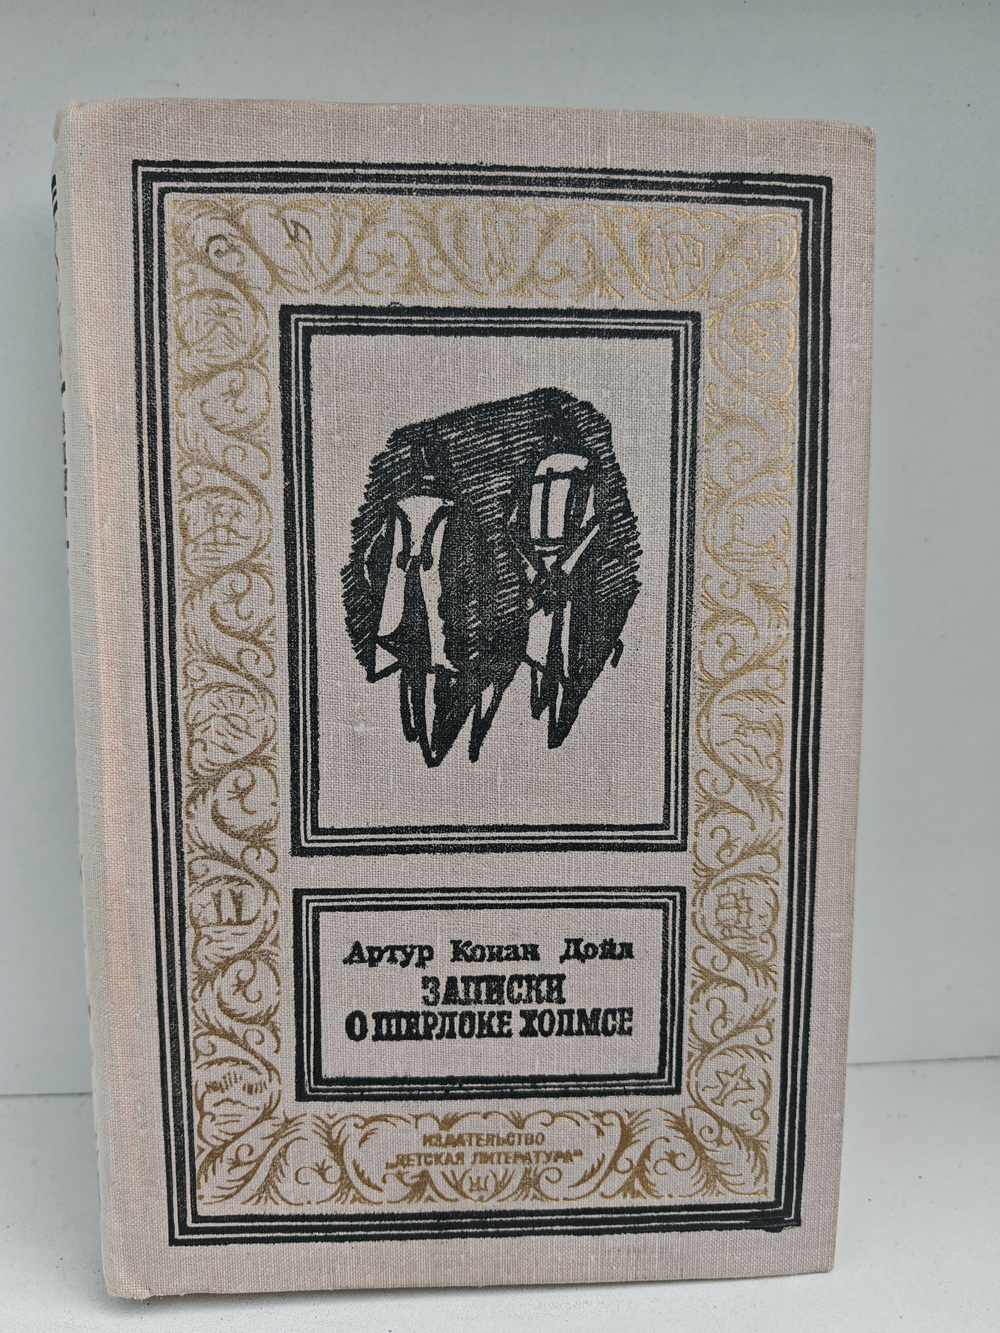 Артур Конан Дойл
ЗАПИСКИ
О ШЕРЛОКЕ ХОЛМСЕ
ИЗДАТЕЛЬСТВО
„ДЕТСКАЯ ЛИТЕРАТУРА"